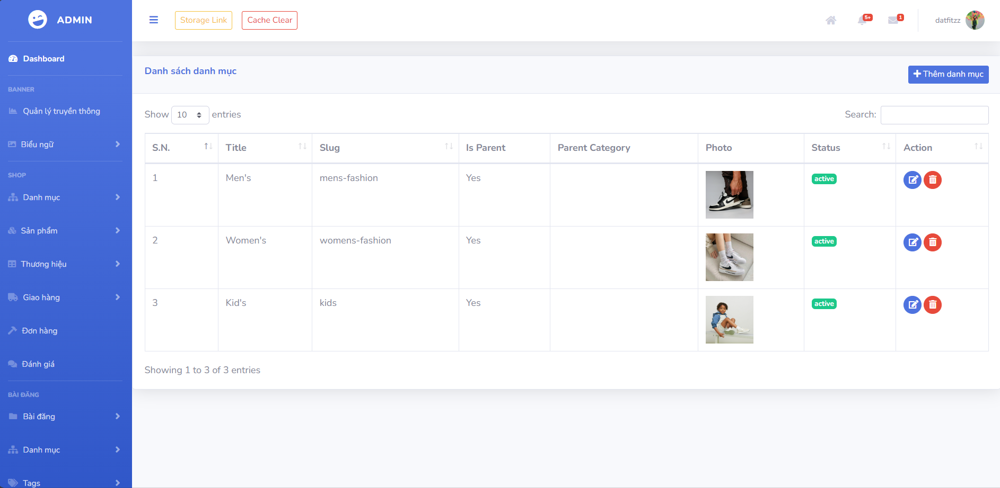 ADMIN
Storage Link
Cache Clear
5+
1
datfitzz
Dashboard
BANNER
Quản lý truyền thông
Biểu ngữ
SHOP
Danh mục
Sản phẩm
Thương hiệu
Giao hàng
Đơn hàng
Đánh giá
BÀI ĐĂNG
Bài đăng
Danh mục
Tags
Danh sách danh mục
Thêm danh mục
Show 10 entries
Search:
S.N. Title Slug Is Parent Parent Category Photo Status Action
1 Men's mens-fashion Yes active
2 Women's womens-fashion Yes active
3 Kid's kids Yes active
Showing 1 to 3 of 3 entries